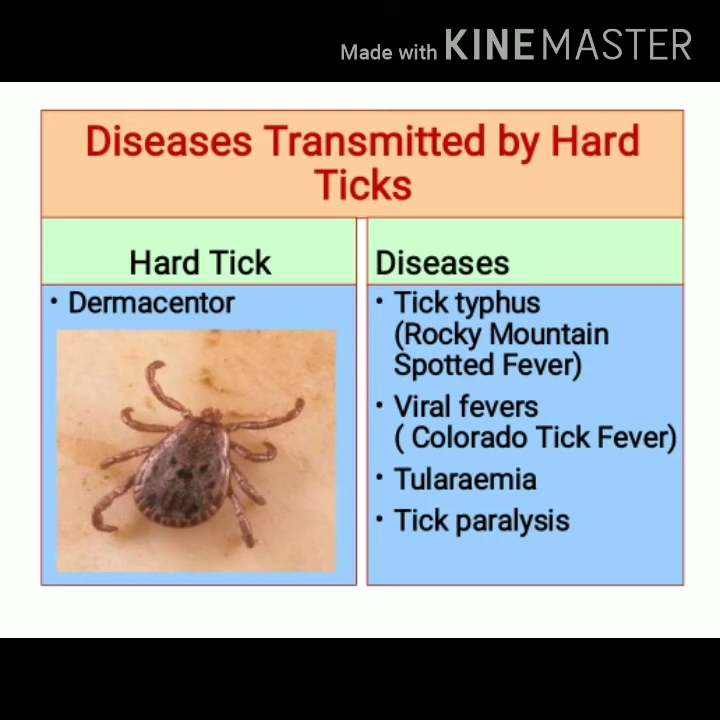 Made with KINEMASTER
Diseases Transmitted by Hard
Ticks
Hard Tick
• Dermacentor
Diseases
• Tick typhus
(Rocky Mountain
Spotted Fever)
• Viral fevers
( Colorado Tick Fever)
• Tularaemia
• Tick paralysis